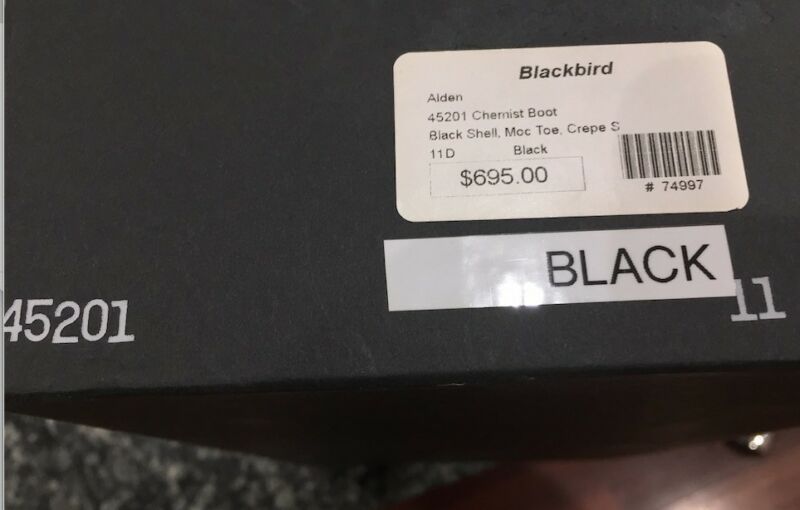 Blackbird
Alden
45201 Chemist Boot
Black Shell, Moc Toe, Crepe S
11D Black
$695.00
# 74997
BLACK
45201
11